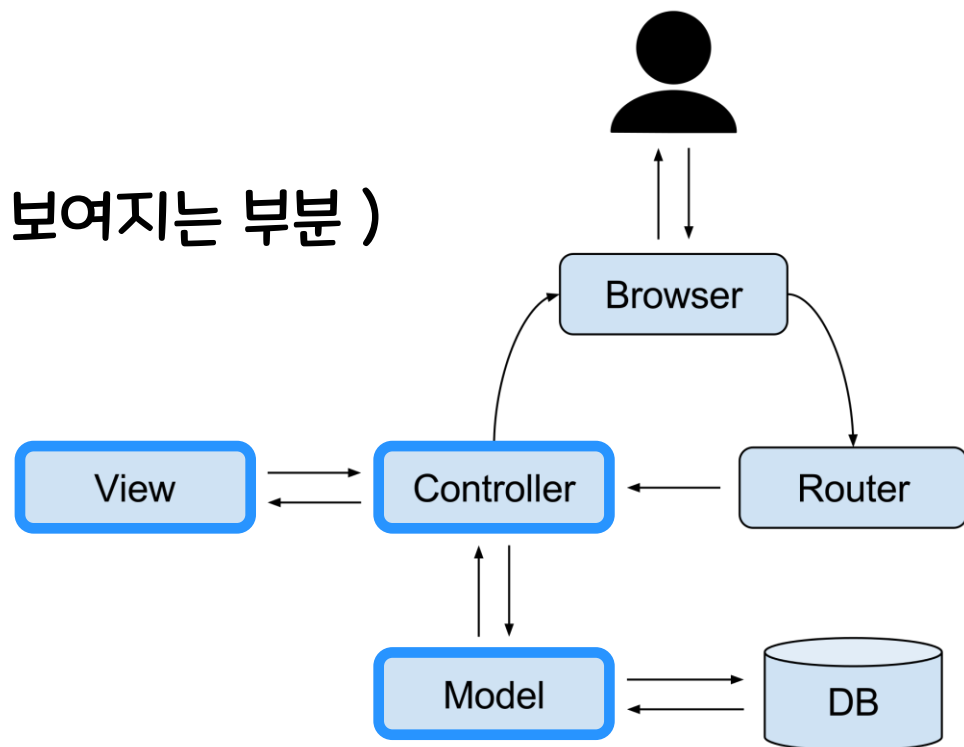 보여지는 부분 )
Browser
View
Controller
Router
Model
DB